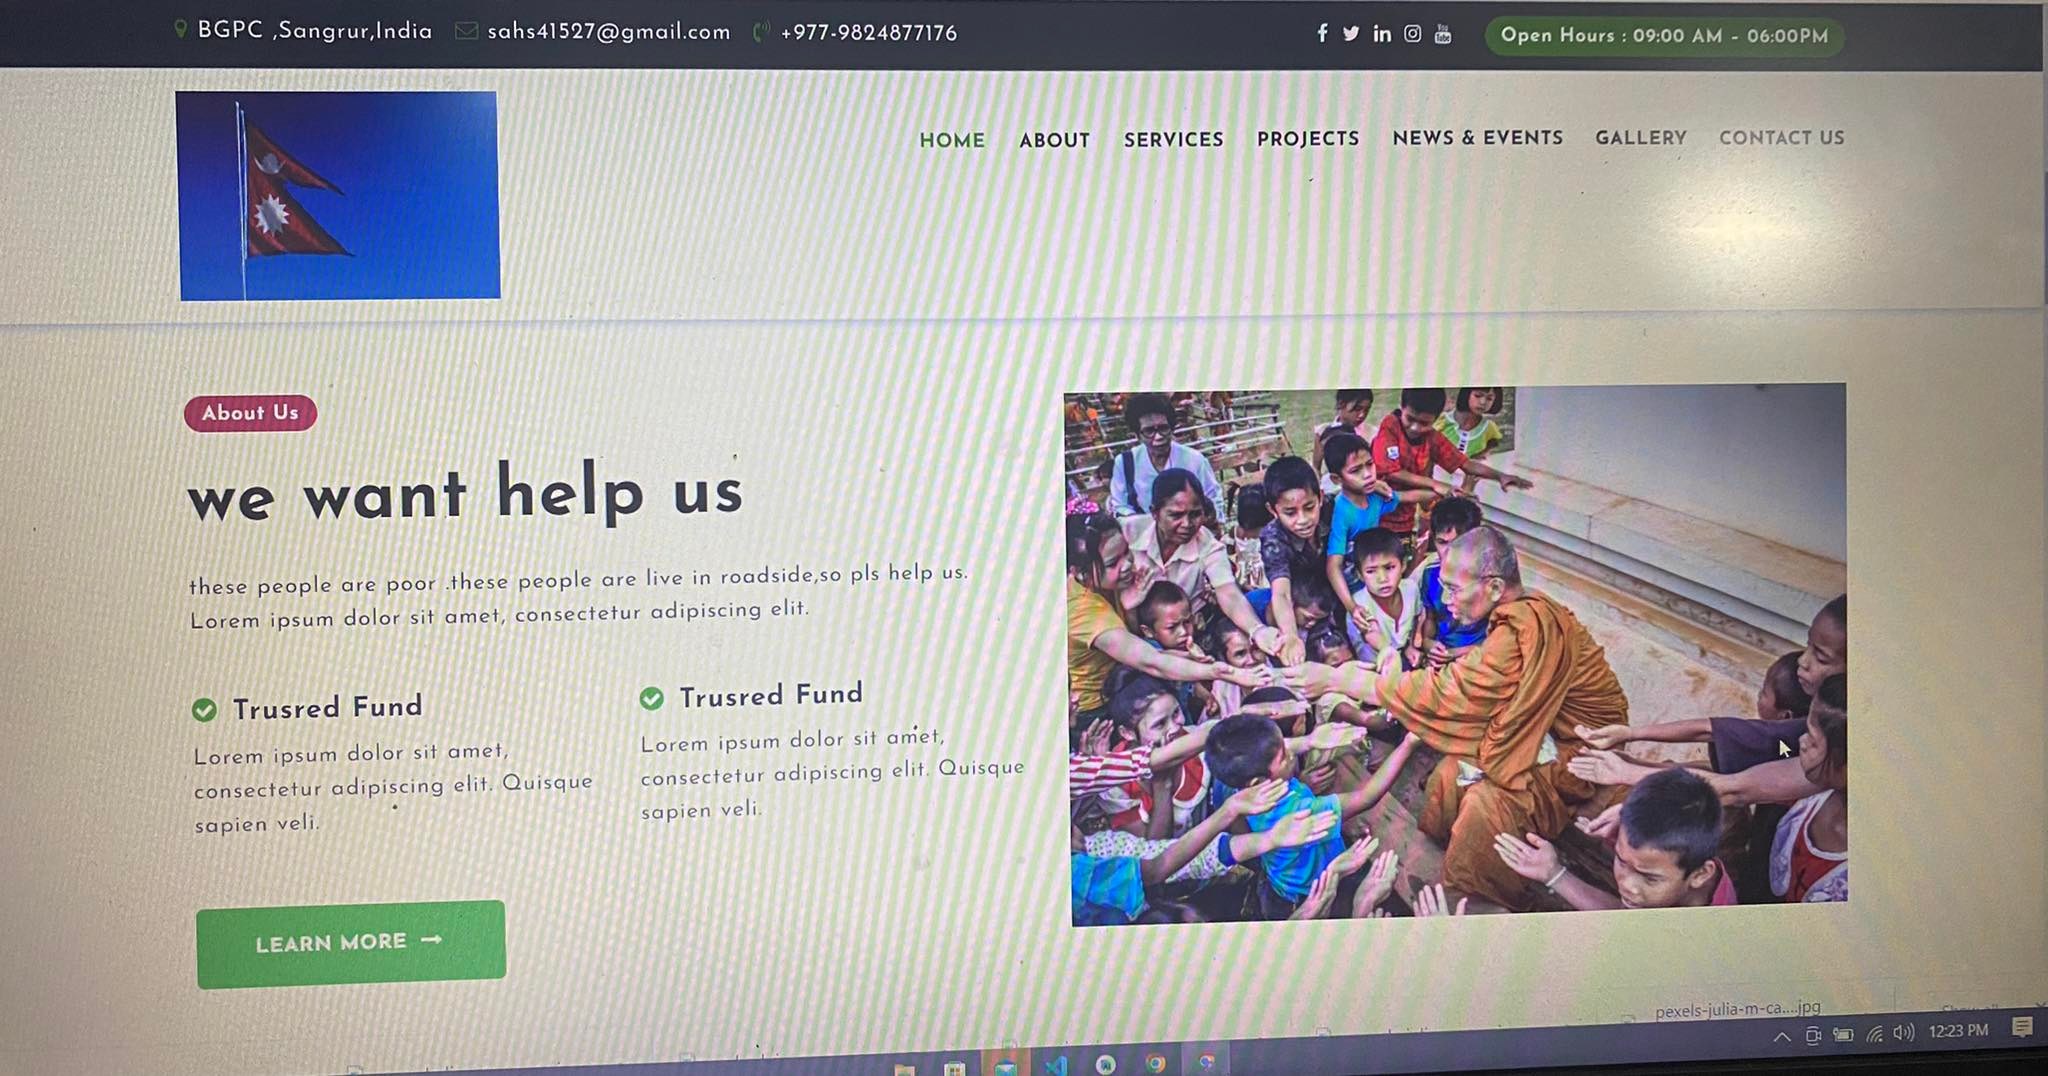 BGPC ,Sangrur,India sahs41527@gmail.com +977-9824877176 Open Hours : 09:00 AM - 06:00PM
HOME ABOUT SERVICES PROJECTS NEWS & EVENTS GALLERY CONTACT US
About Us
we want help us
these people are poor .these people are live in roadside,so pls help us.
Lorem ipsum dolor sit amet, consectetur adipiscing elit.
Trusred Fund
Lorem ipsum dolor sit amet,
consectetur adipiscing elit. Quisque
sapien veli.
Trusred Fund
Lorem ipsum dolor sit amet,
consectetur adipiscing elit. Quisque
sapien veli.
LEARN MORE
pexels-julia-m-ca....jpg
12:23 PM